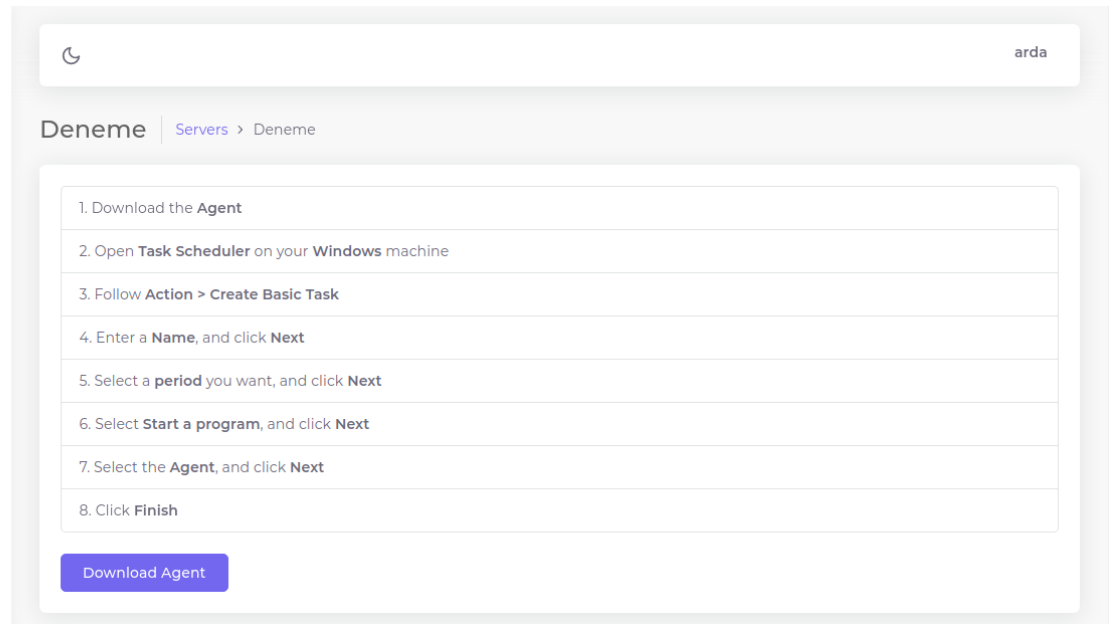 arda
Deneme
Servers > Deneme
1. Download the Agent
2. Open Task Scheduler on your Windows machine
3. Follow Action > Create Basic Task
4. Enter a Name, and click Next
5. Select a period you want, and click Next
6. Select Start a program, and click Next
7. Select the Agent, and click Next
8. Click Finish
Download Agent